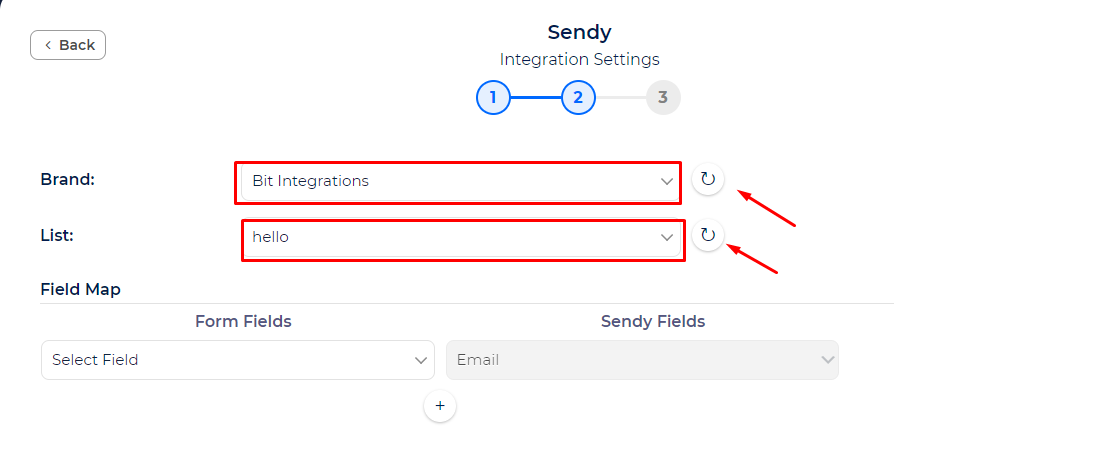 Back
Sendy
Integration Settings
1 2 3
Brand: Bit Integrations
List: hello
Field Map
Form Fields Sendy Fields
Select Field Email
+